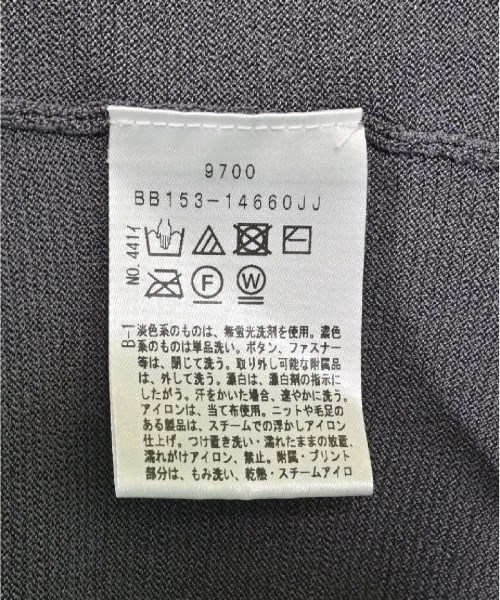 9700
BB153-14660JJ
NO.441イ
F
W
B-1
淡色系のものは、無蛍光洗剤を使用。濃色
系のものは単品洗い。ボタン、ファスナー
等は、閉じて洗う。取り外し可能な附属品
は、外して洗う。漂白は、漂白剤の指示に
したがう。汗をかいた場合、速やかに洗う。
アイロンは、当て布使用。ニットや毛足の
ある製品は、スチームでの浮かしアイロン
仕上げ。つけ置き洗い・濡れたままの放置、
濡れがけアイロン、禁止。附属・プリント
部分は、もみ洗い、乾熱・スチームアイロ